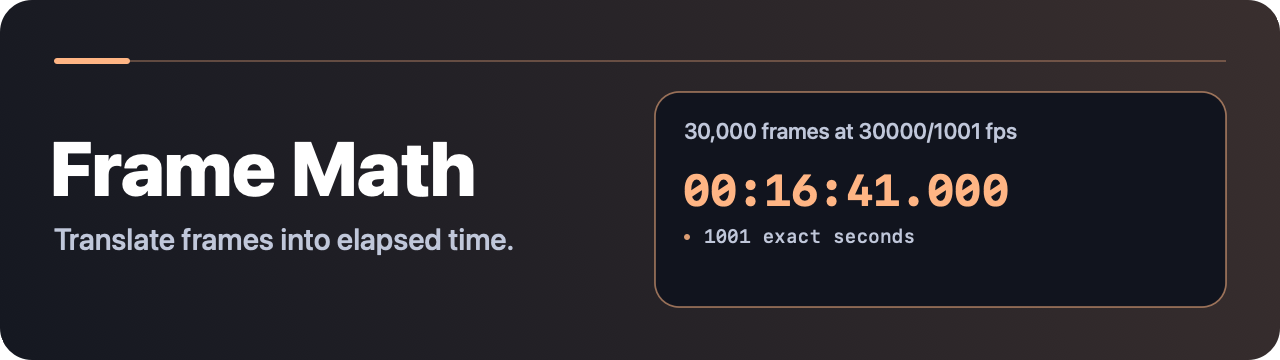 Frame Math
Translate frames into elapsed time.
30,000 frames at 30000/1001 fps
00:16:41.000
• 1001 exact seconds